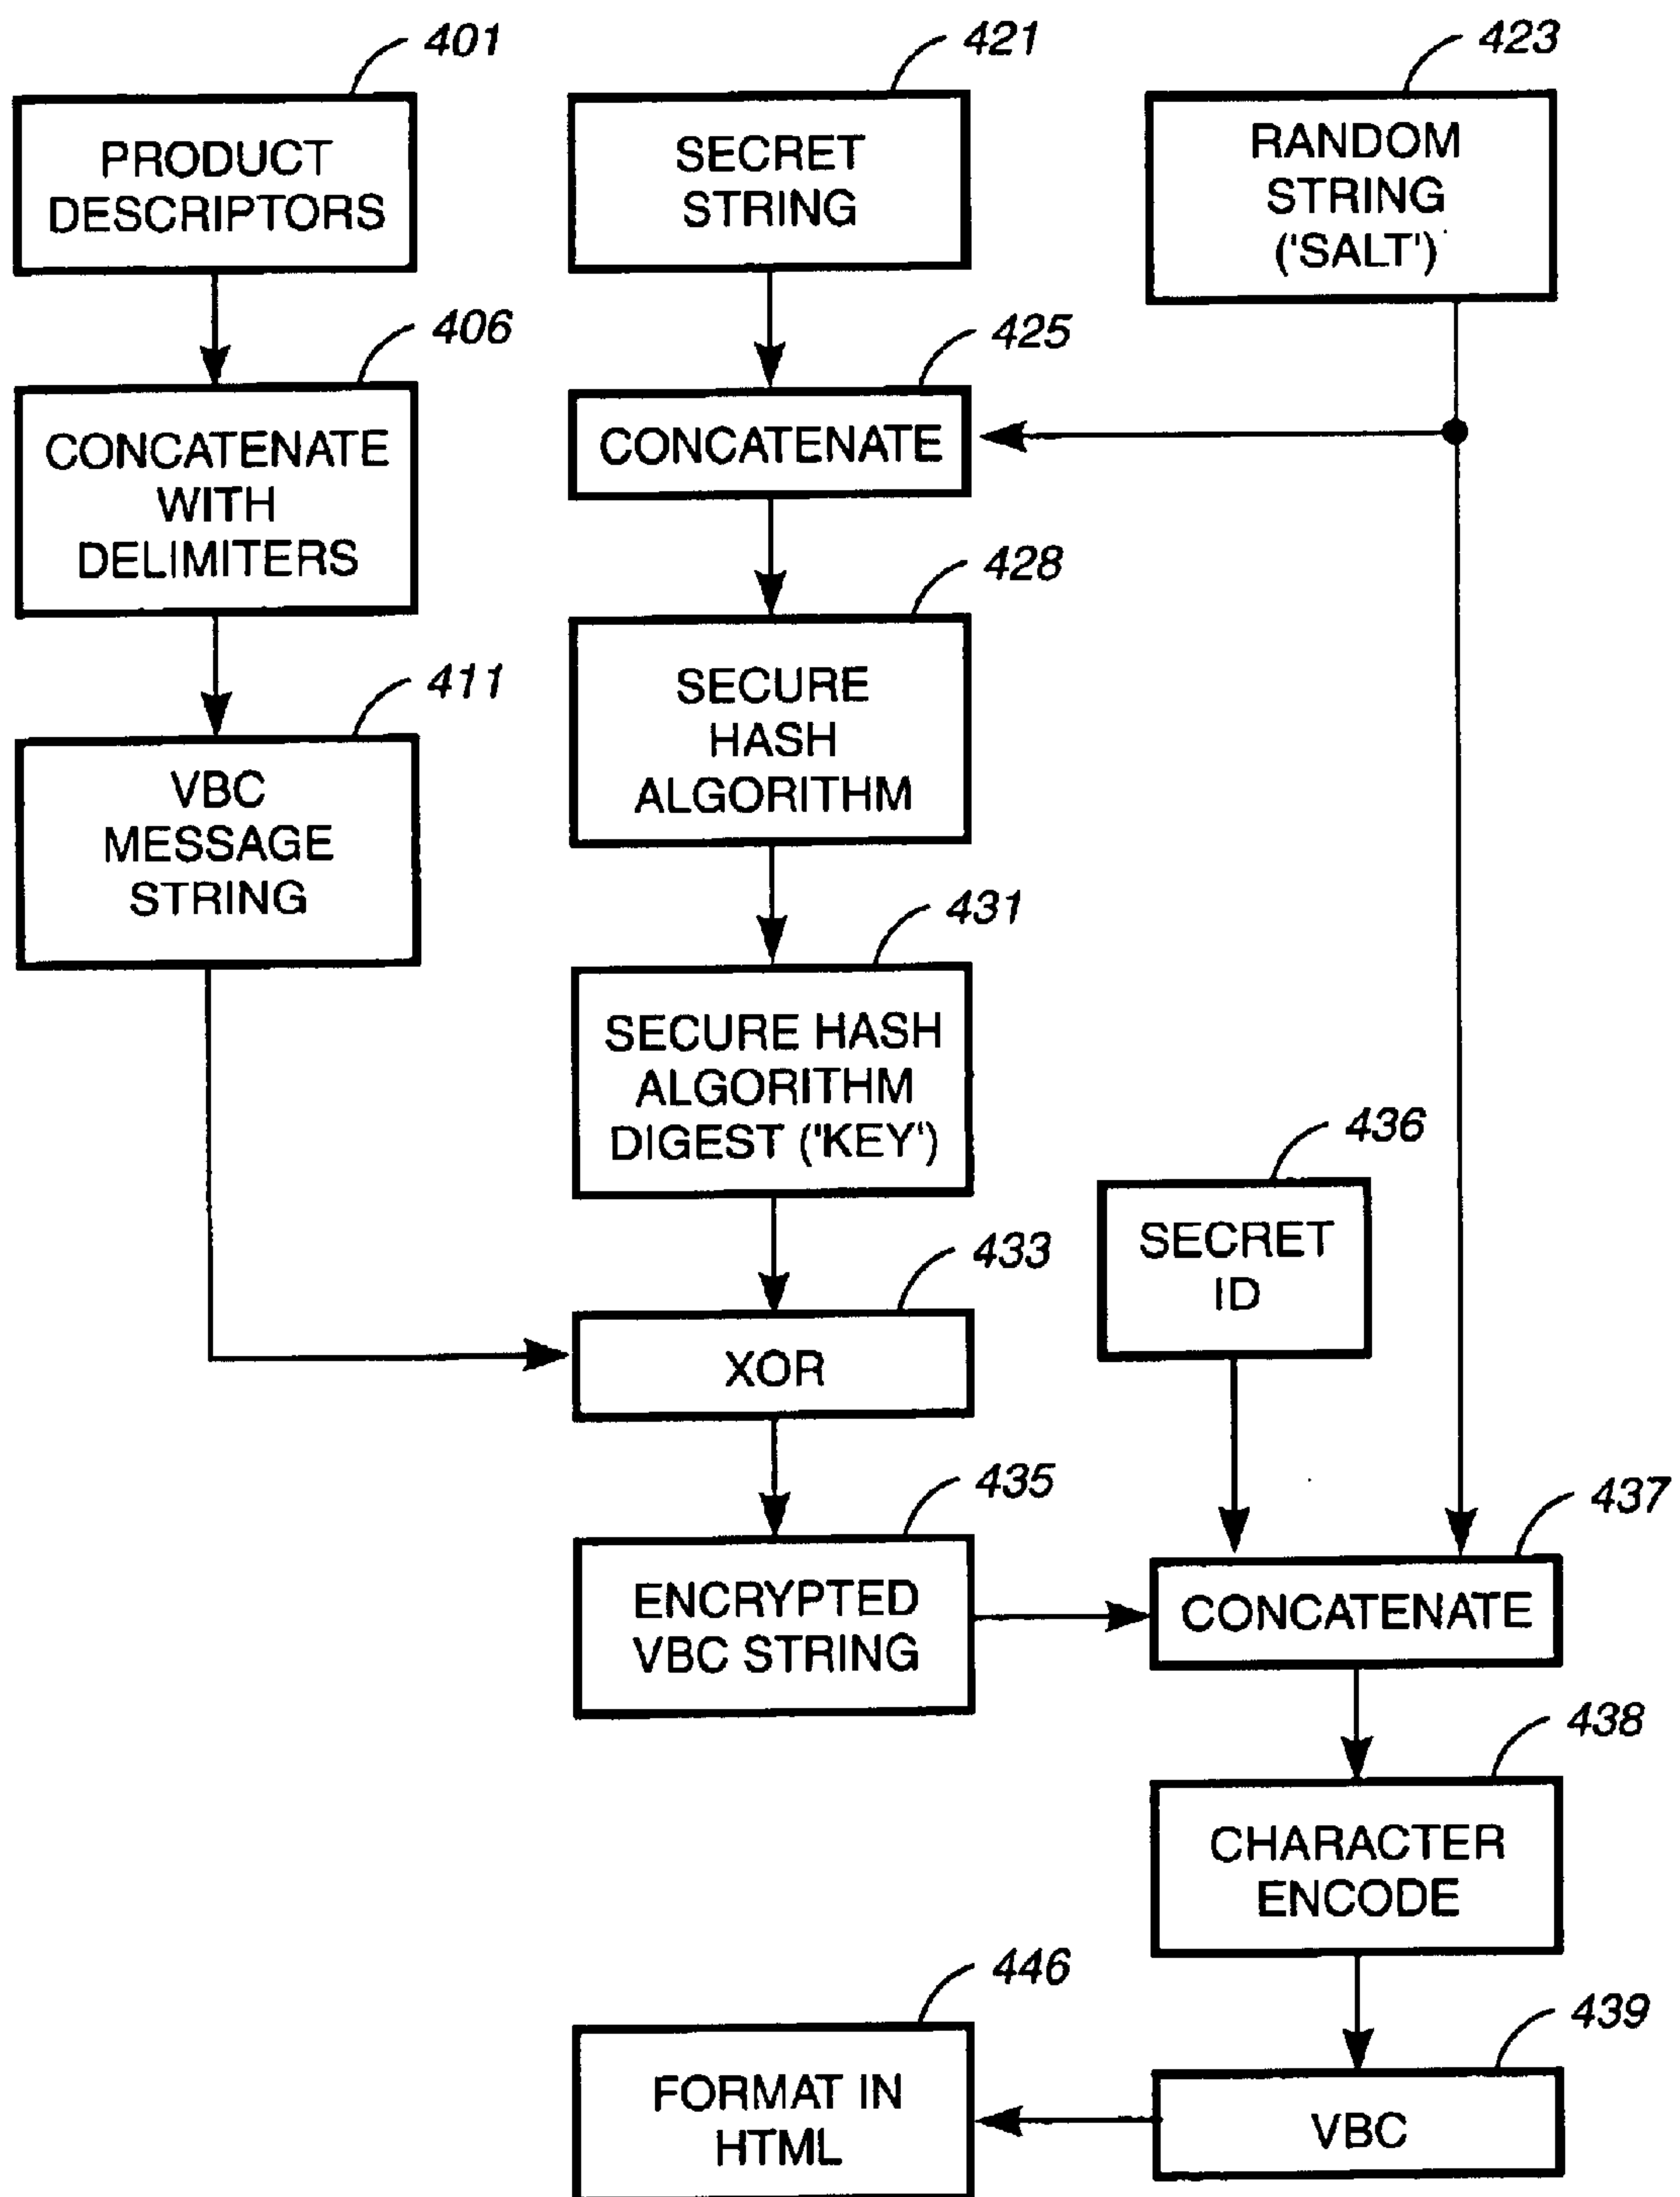 401
PRODUCT
DESCRIPTORS
421
SECRET
STRING
423
RANDOM
STRING
('SALT')
406
CONCATENATE
WITH
DELIMITERS
425
CONCATENATE
428
SECURE
HASH
ALGORITHM
411
VBC
MESSAGE
STRING
431
SECURE HASH
ALGORITHM
DIGEST ('KEY')
436
SECRET
ID
433
XOR
435
ENCRYPTED
VBC STRING
437
CONCATENATE
438
CHARACTER
ENCODE
439
VBC
446
FORMAT IN
HTML